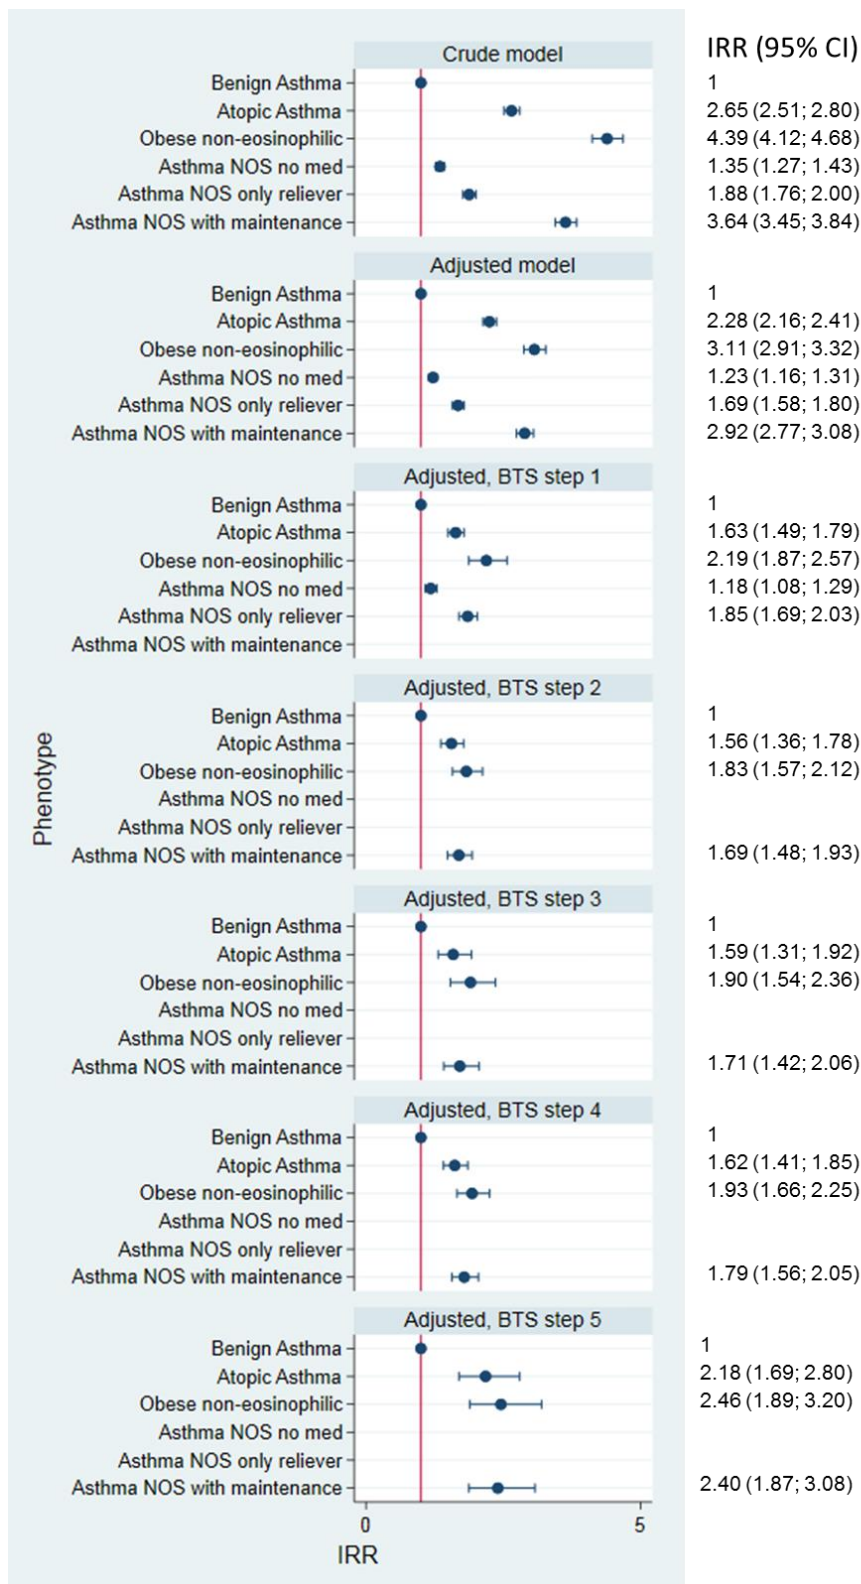 IRR (95% CI)
Crude model
Benign Asthma 1
Atopic Asthma 2.65 (2.51; 2.80)
Obese non-eosinophilic 4.39 (4.12; 4.68)
Asthma NOS no med 1.35 (1.27; 1.43)
Asthma NOS only reliever 1.88 (1.76; 2.00)
Asthma NOS with maintenance 3.64 (3.45; 3.84)
Adjusted model
Benign Asthma 1
Atopic Asthma 2.28 (2.16; 2.41)
Obese non-eosinophilic 3.11 (2.91; 3.32)
Asthma NOS no med 1.23 (1.16; 1.31)
Asthma NOS only reliever 1.69 (1.58; 1.80)
Asthma NOS with maintenance 2.92 (2.77; 3.08)
Adjusted, BTS step 1
Benign Asthma 1
Atopic Asthma 1.63 (1.49; 1.79)
Obese non-eosinophilic 2.19 (1.87; 2.57)
Asthma NOS no med 1.18 (1.08; 1.29)
Asthma NOS only reliever 1.85 (1.69; 2.03)
Asthma NOS with maintenance
Adjusted, BTS step 2
Benign Asthma 1
Atopic Asthma 1.56 (1.36; 1.78)
Obese non-eosinophilic 1.83 (1.57; 2.12)
Asthma NOS no med
Asthma NOS only reliever
Asthma NOS with maintenance 1.69 (1.48; 1.93)
Phenotype
Adjusted, BTS step 3
Benign Asthma 1
Atopic Asthma 1.59 (1.31; 1.92)
Obese non-eosinophilic 1.90 (1.54; 2.36)
Asthma NOS no med
Asthma NOS only reliever
Asthma NOS with maintenance 1.71 (1.42; 2.06)
Adjusted, BTS step 4
Benign Asthma 1
Atopic Asthma 1.62 (1.41; 1.85)
Obese non-eosinophilic 1.93 (1.66; 2.25)
Asthma NOS no med
Asthma NOS only reliever
Asthma NOS with maintenance 1.79 (1.56; 2.05)
Adjusted, BTS step 5
Benign Asthma 1
Atopic Asthma 2.18 (1.69; 2.80)
Obese non-eosinophilic 2.46 (1.89; 3.20)
Asthma NOS no med
Asthma NOS only reliever
Asthma NOS with maintenance 2.40 (1.87; 3.08)
0 5
IRR